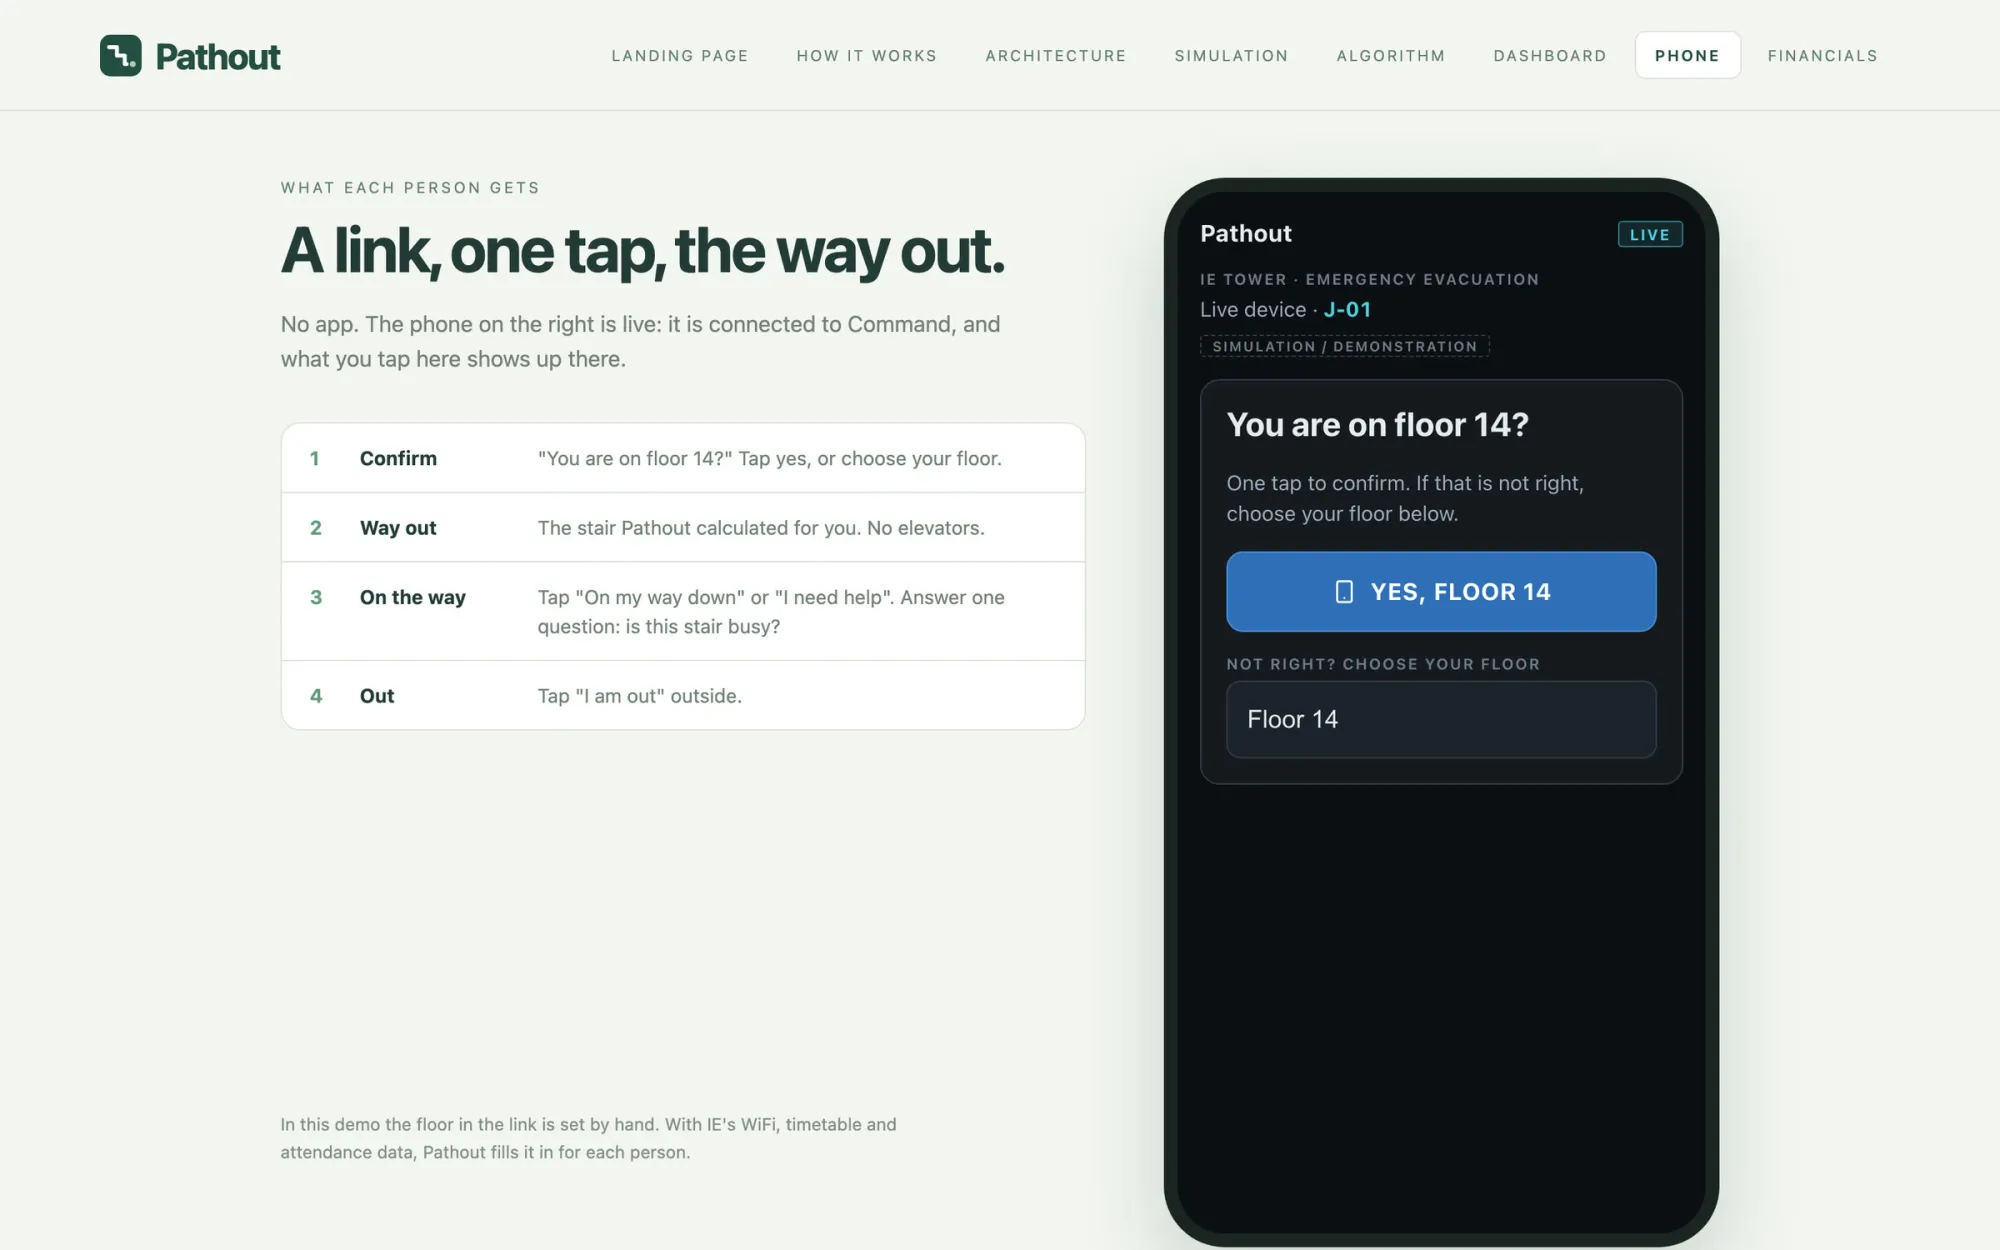 Pathout
LANDING PAGE
HOW IT WORKS
ARCHITECTURE
SIMULATION
ALGORITHM
DASHBOARD
PHONE
FINANCIALS
WHAT EACH PERSON GETS
A link, one tap, the way out.
No app. The phone on the right is live: it is connected to Command, and
what you tap here shows up there.
1 Confirm "You are on floor 14?" Tap yes, or choose your floor.
2 Way out The stair Pathout calculated for you. No elevators.
3 On the way Tap "On my way down" or "I need help". Answer one
question: is this stair busy?
4 Out Tap "I am out" outside.
In this demo the floor in the link is set by hand. With IE's WiFi, timetable and
attendance data, Pathout fills it in for each person.
Pathout
LIVE
IE TOWER · EMERGENCY EVACUATION
Live device · J-01
SIMULATION / DEMONSTRATION
You are on floor 14?
One tap to confirm. If that is not right,
choose your floor below.
YES, FLOOR 14
NOT RIGHT? CHOOSE YOUR FLOOR
Floor 14